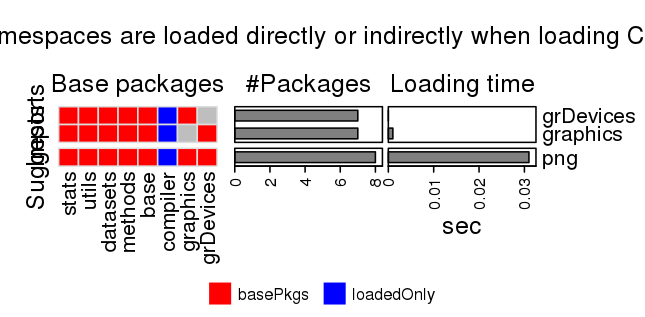 mespaces are loaded directly or indirectly when loading C
Base packages #Packages Loading time
Imports
grDevices
graphics
Suggests
png
stats
utils
datasets
methods
base
compiler
graphics
grDevices
0 2 4 6 8
0 0.01 0.02 0.03
sec
basePkgs loadedOnly